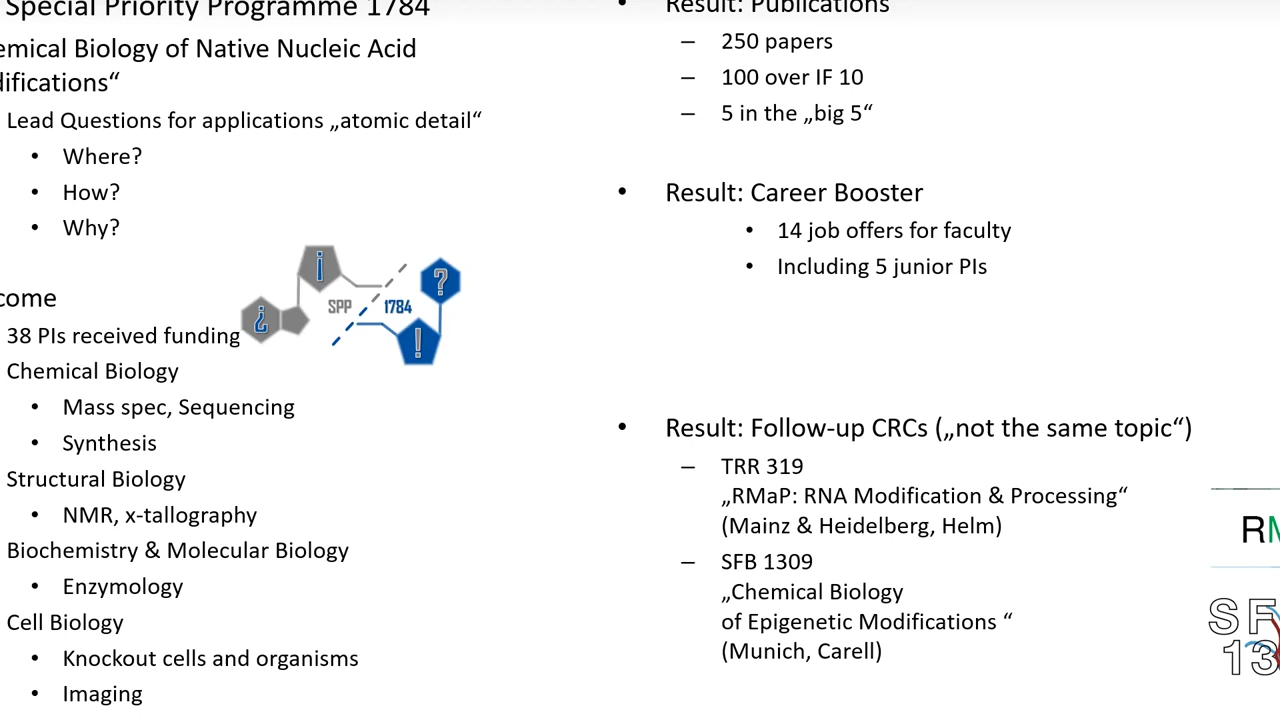 Special Priority Programme 1784
emical Biology of Native Nucleic Acid
difications“
Lead Questions for applications „atomic detail“
• Where?
• How?
• Why?
come
38 PIs received funding
Chemical Biology
• Mass spec, Sequencing
• Synthesis
Structural Biology
• NMR, x-tallography
Biochemistry & Molecular Biology
• Enzymology
Cell Biology
• Knockout cells and organisms
• Imaging
¿ i SPP 1784 ? !
• Result: Publications
– 250 papers
– 100 over IF 10
– 5 in the „big 5“
• Result: Career Booster
• 14 job offers for faculty
• Including 5 junior PIs
• Result: Follow-up CRCs („not the same topic“)
– TRR 319
„RMaP: RNA Modification & Processing“
(Mainz & Heidelberg, Helm)
– SFB 1309
„Chemical Biology
of Epigenetic Modifications “
(Munich, Carell)
RM
SF
13